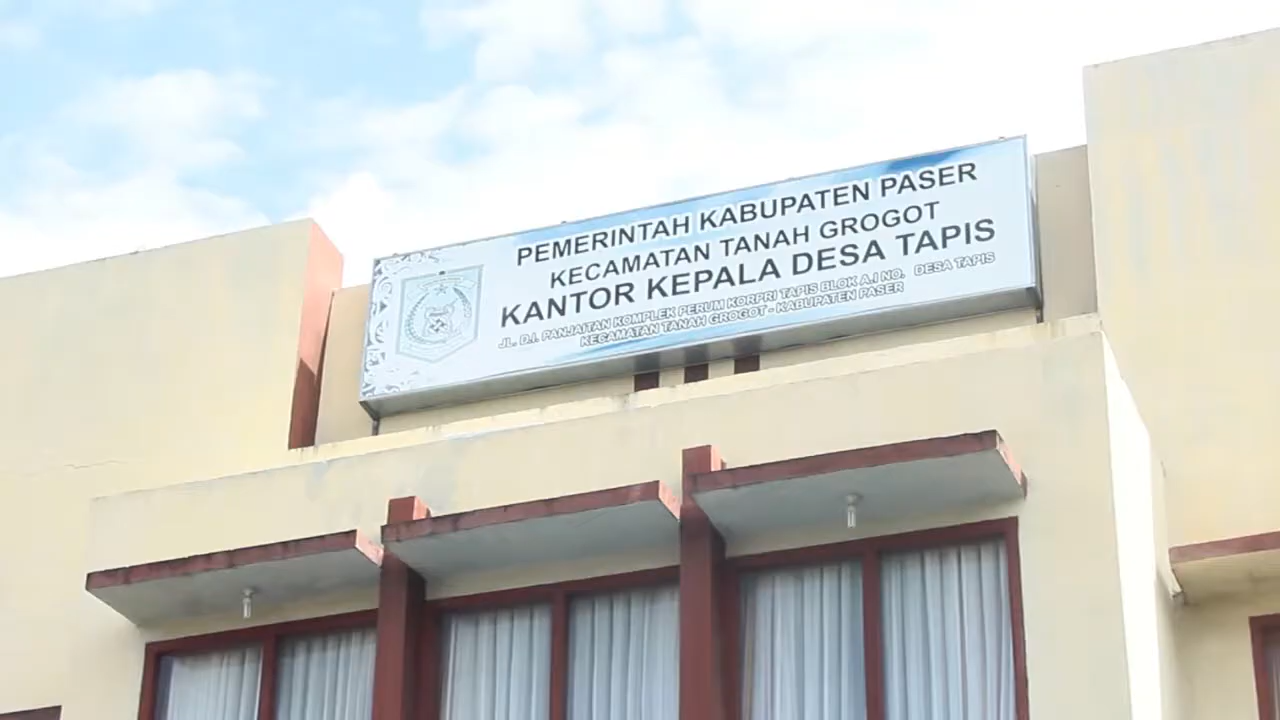 PEMERINTAH KABUPATEN PASER
KECAMATAN TANAH GROGOT
KANTOR KEPALA DESA TAPIS
JL. D.I. PANJAITAN KOMPLEK PERUM KORPRI TAPIS BLOK A.I NO. DESA TAPIS
KECAMATAN TANAH GROGOT - KABUPATEN PASER